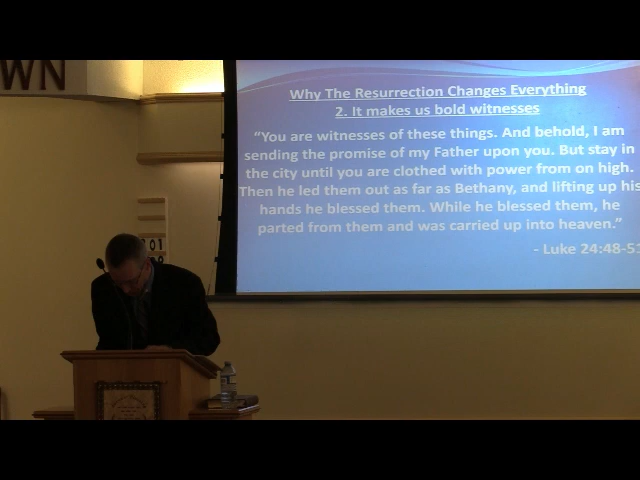 WN
Why The Resurrection Changes Everything
2. It makes us bold witnesses
“You are witnesses of these things. And behold, I am
sending the promise of my Father upon you. But stay in
the city until you are clothed with power from on high.
Then he led them out as far as Bethany, and lifting up his
hands he blessed them. While he blessed them, he
parted from them and was carried up into heaven.”
- Luke 24:48-51